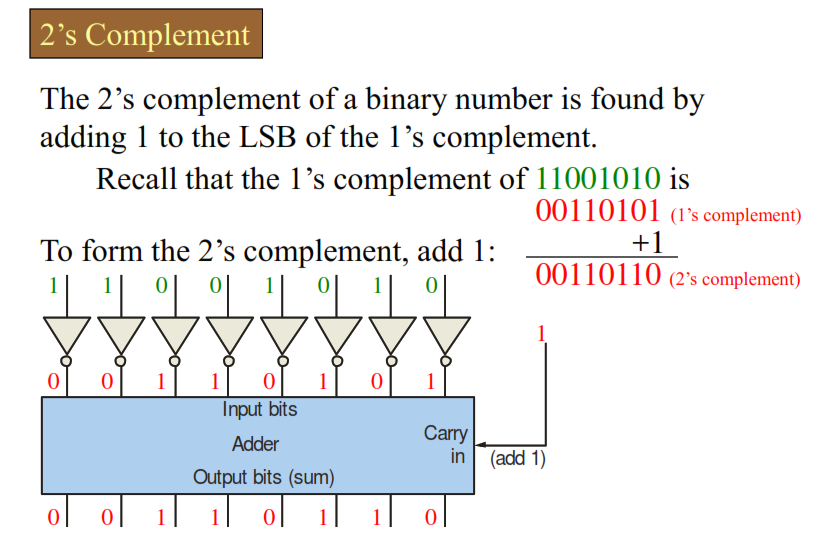 2’s Complement
The 2’s complement of a binary number is found by
adding 1 to the LSB of the 1’s complement.
Recall that the 1’s complement of 11001010 is
00110101 (1’s complement)
+1
To form the 2’s complement, add 1:
00110110 (2’s complement)
1 1 0 0 1 0 1 0
1
0 0 1 1 0 1 0 1
Input bits
Adder
Carry
in
(add 1)
Output bits (sum)
0 0 1 1 0 1 1 0